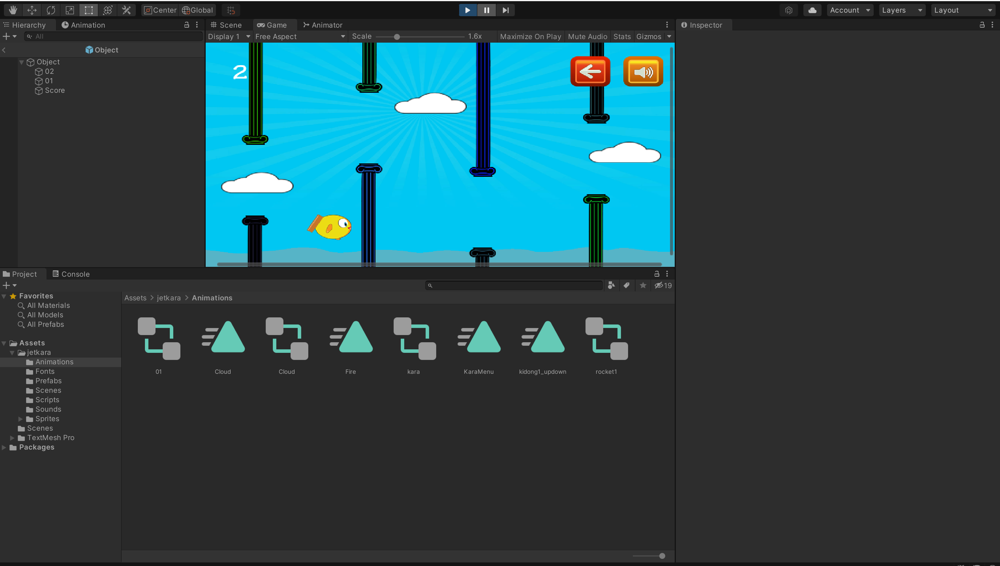 Center Global Account Layers Layout
Hierarchy Animation
All
Object
Object
02
01
Score
Scene Game Animator
Display 1 Free Aspect Scale 1.6x Maximize On Play Mute Audio Stats Gizmos
2
Inspector
Project Console
19
Favorites
All Materials
All Models
All Prefabs
Assets
jetkara
Animations
Fonts
Prefabs
Scenes
Scripts
Sounds
Sprites
Scenes
TextMesh Pro
Packages
Assets > jetkara > Animations
01 Cloud Cloud Fire kara KaraMenu kidong1_updown rocket1